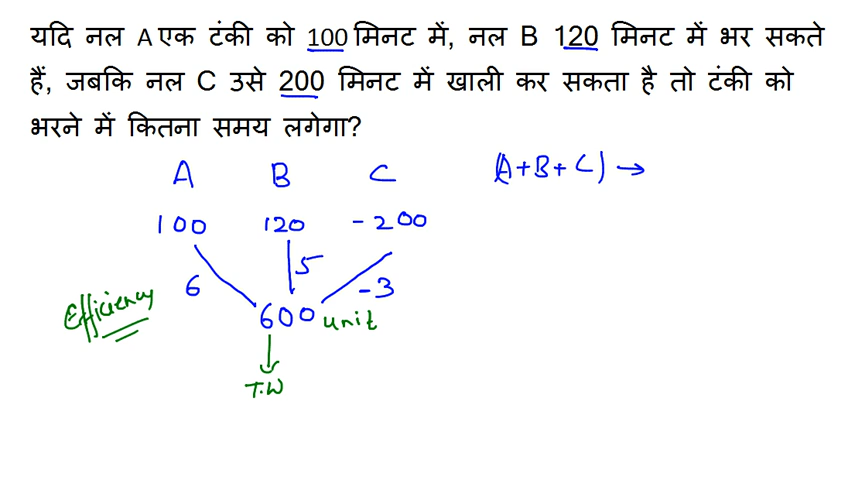 यदि नल A एक टंकी को 100 मिनट में, नल B 120 मिनट में भर सकते
हैं, जबकि नल C उसे 200 मिनट में खाली कर सकता है तो टंकी को
भरने में कितना समय लगेगा?
A B C (A+B+C) →
100 120 -200
5
6 -3
Efficiency 600 unit
T.W